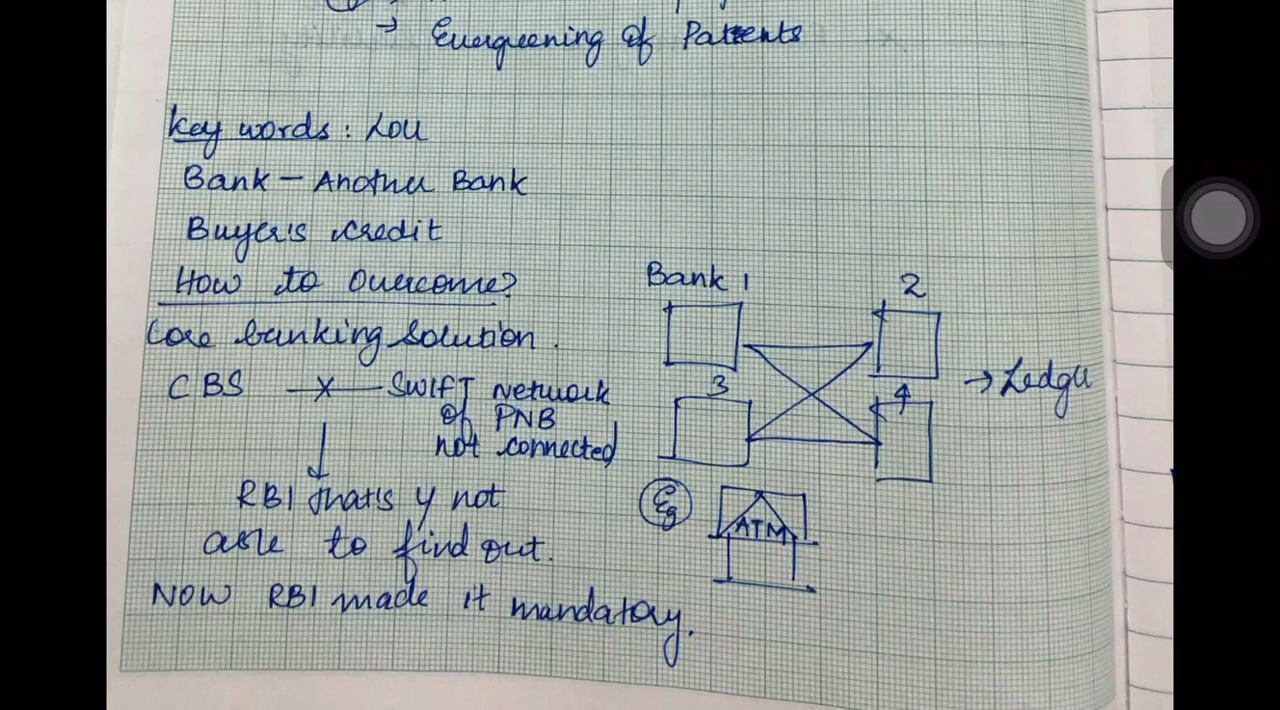 → Evergreening of Patents
Key words : LOU
Bank – Another Bank
Buyer's credit
How to overcome?
Core banking solution.
CBS —x— SWIFT network
of PNB
not connected
RBI that's y not
able to find out.
Now RBI made it mandatory.
Bank 1
2
3
4
→ Ledger
Eg
ATM